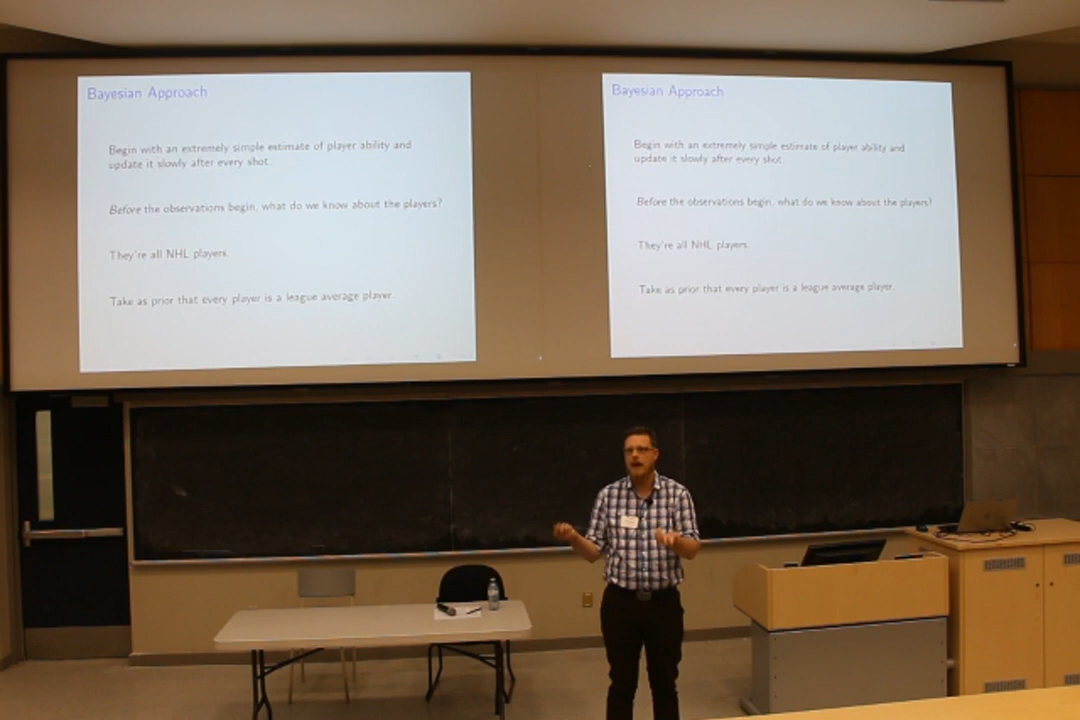 Bayesian Approach
Begin with an extremely simple estimate of player ability and
update it slowly after every shot.
Before the observations begin, what do we know about the players?
They're all NHL players.
Take as prior that every player is a league average player.
Bayesian Approach
Begin with an extremely simple estimate of player ability and
update it slowly after every shot.
Before the observations begin, what do we know about the players?
They're all NHL players.
Take as prior that every player is a league average player.